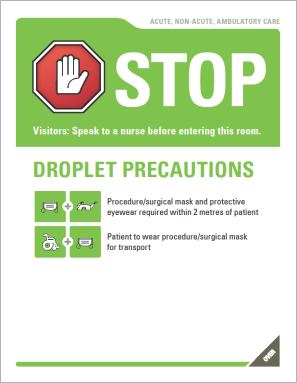 ACUTE, NON-ACUTE, AMBULATORY CARE
STOP
Visitors: Speak to a nurse before entering this room.
DROPLET PRECAUTIONS
Procedure/surgical mask and protective
eyewear required within 2 metres of patient
Patient to wear procedure/surgical mask
for transport
OVER